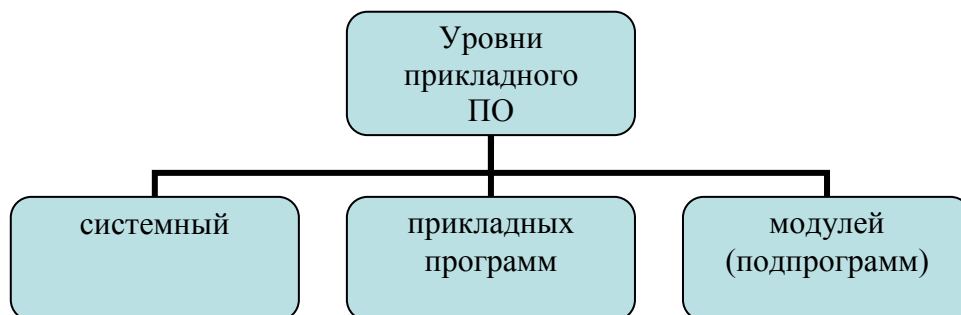 Уровни
прикладного
ПО
системный
прикладных
программ
модулей
(подпрограмм)